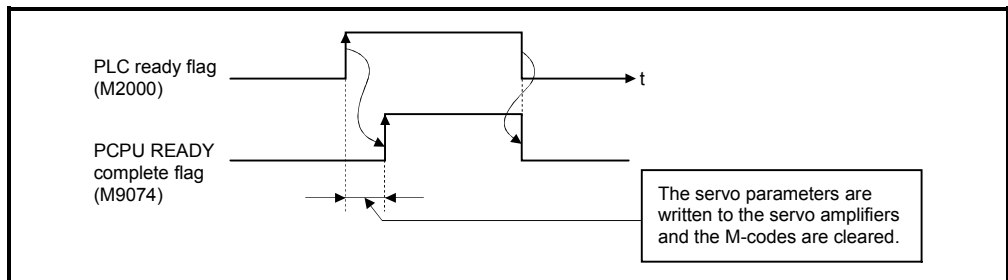 PLC ready flag
(M2000)
t
PCPU READY
complete flag
(M9074)
The servo parameters are
written to the servo amplifiers
and the M-codes are cleared.